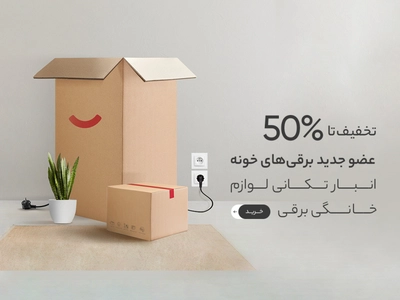 تخفیف تا 50%
عضو جدید برقی‌های خونه
انبار تکانی لوازم
خانگی برقی
خرید